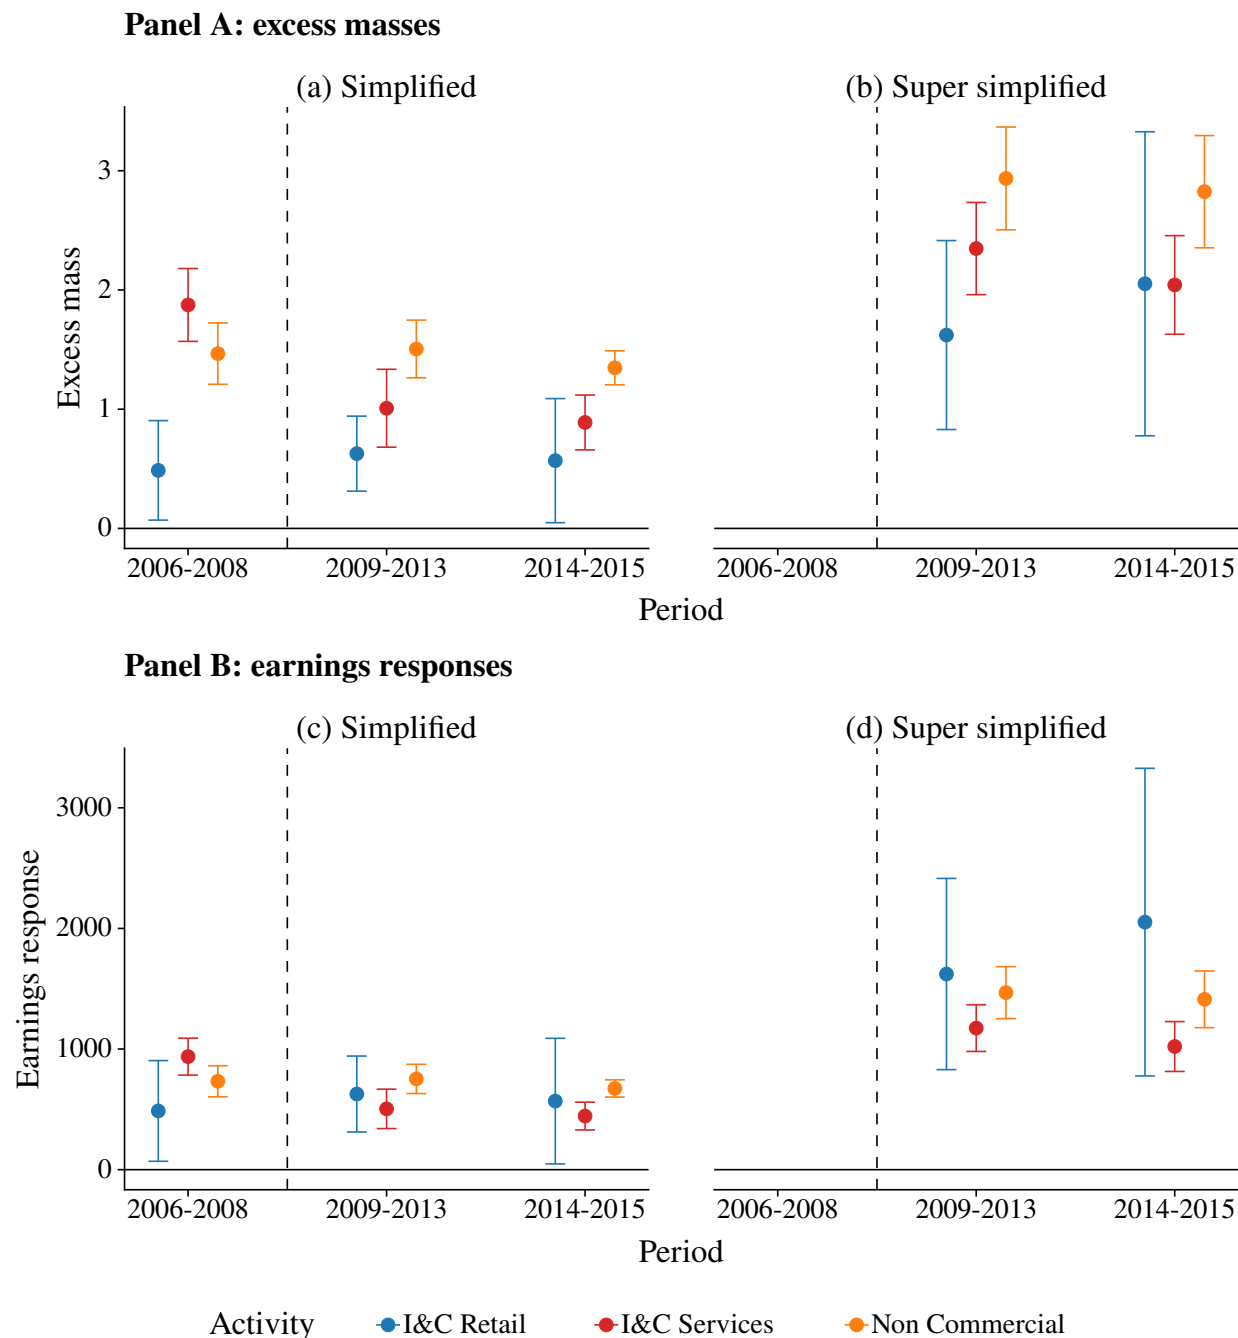 Panel A: excess masses
(a) Simplified
(b) Super simplified
Excess mass
3
2
1
0
2006-2008
2009-2013
2014-2015
2006-2008
2009-2013
2014-2015
Period
Panel B: earnings responses
(c) Simplified
(d) Super simplified
Earnings response
3000
2000
1000
0
2006-2008
2009-2013
2014-2015
2006-2008
2009-2013
2014-2015
Period
Activity I&C Retail I&C Services Non Commercial